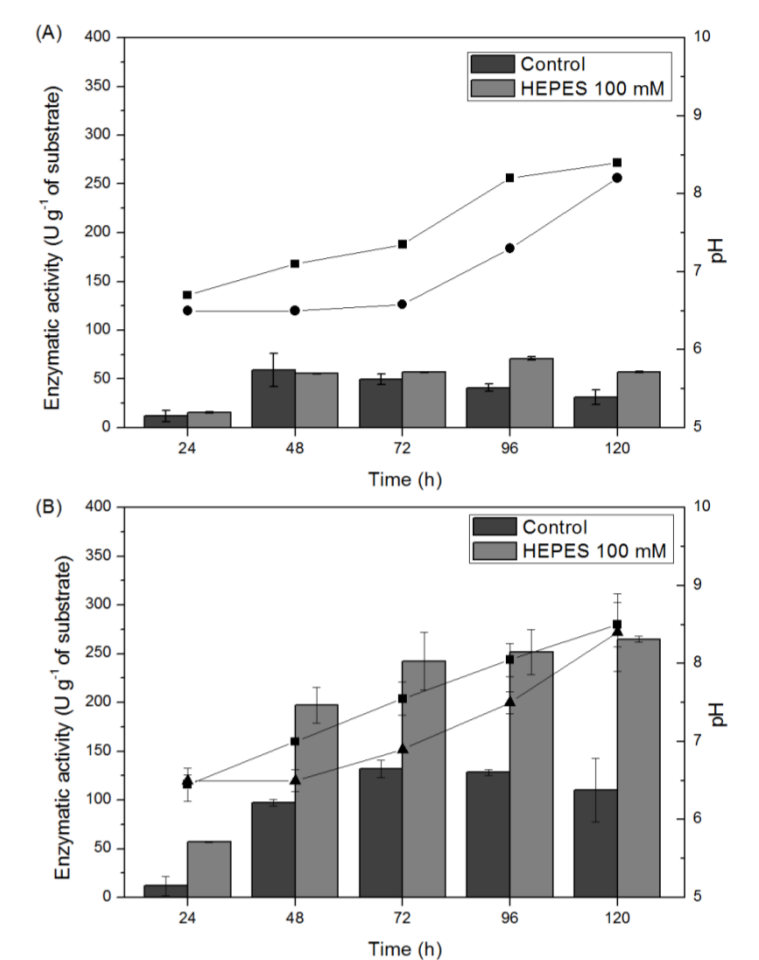 (A)
400
350
300
250
200
150
100
50
0
10
9
8
7
6
5
Control
HEPES 100 mM
Enzymatic activity (U g⁻¹ of substrate)
pH
24 48 72 96 120
Time (h)
(B)
400
350
300
250
200
150
100
50
0
10
9
8
7
6
5
Control
HEPES 100 mM
Enzymatic activity (U g⁻¹ of substrate)
pH
24 48 72 96 120
Time (h)